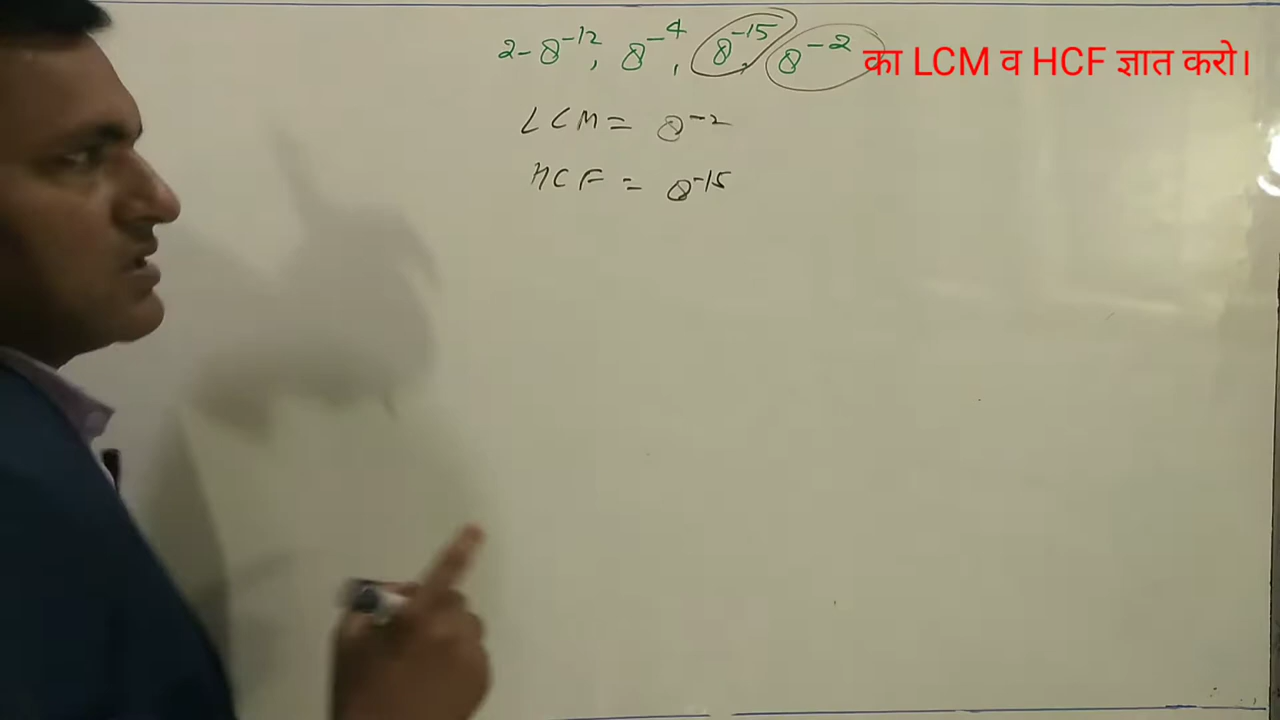 2- 8⁻¹², 8⁻⁴, 8⁻¹⁵, 8⁻² का LCM व HCF ज्ञात करो।
LCM = 8⁻²
HCF = 8⁻¹⁵